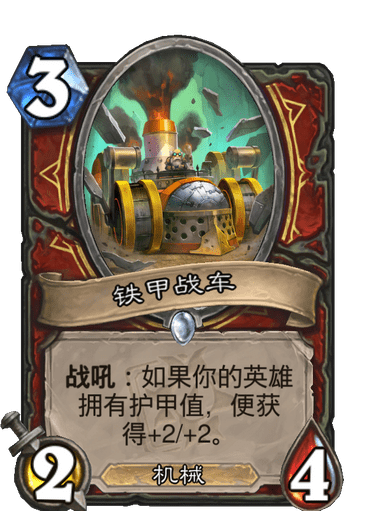 3
铁甲战车
战吼：如果你的英雄
拥有护甲值，便获
得+2/+2。
2
机械
4